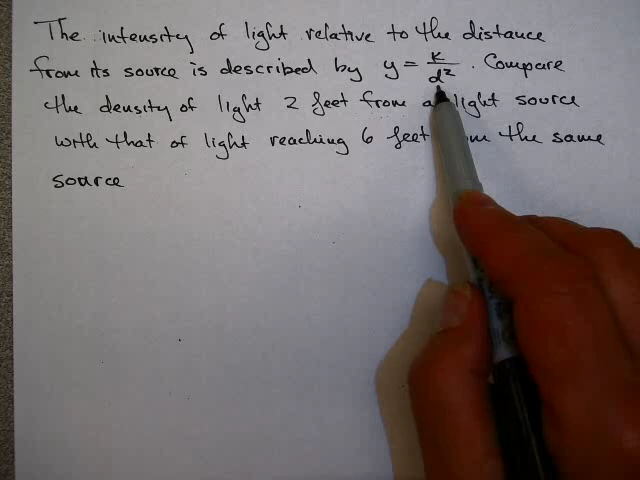 The intensity of light relative to the distance
from its source is described by y = k/d². Compare
the density of light 2 feet from a light source
with that of light reaching 6 feet the same
source